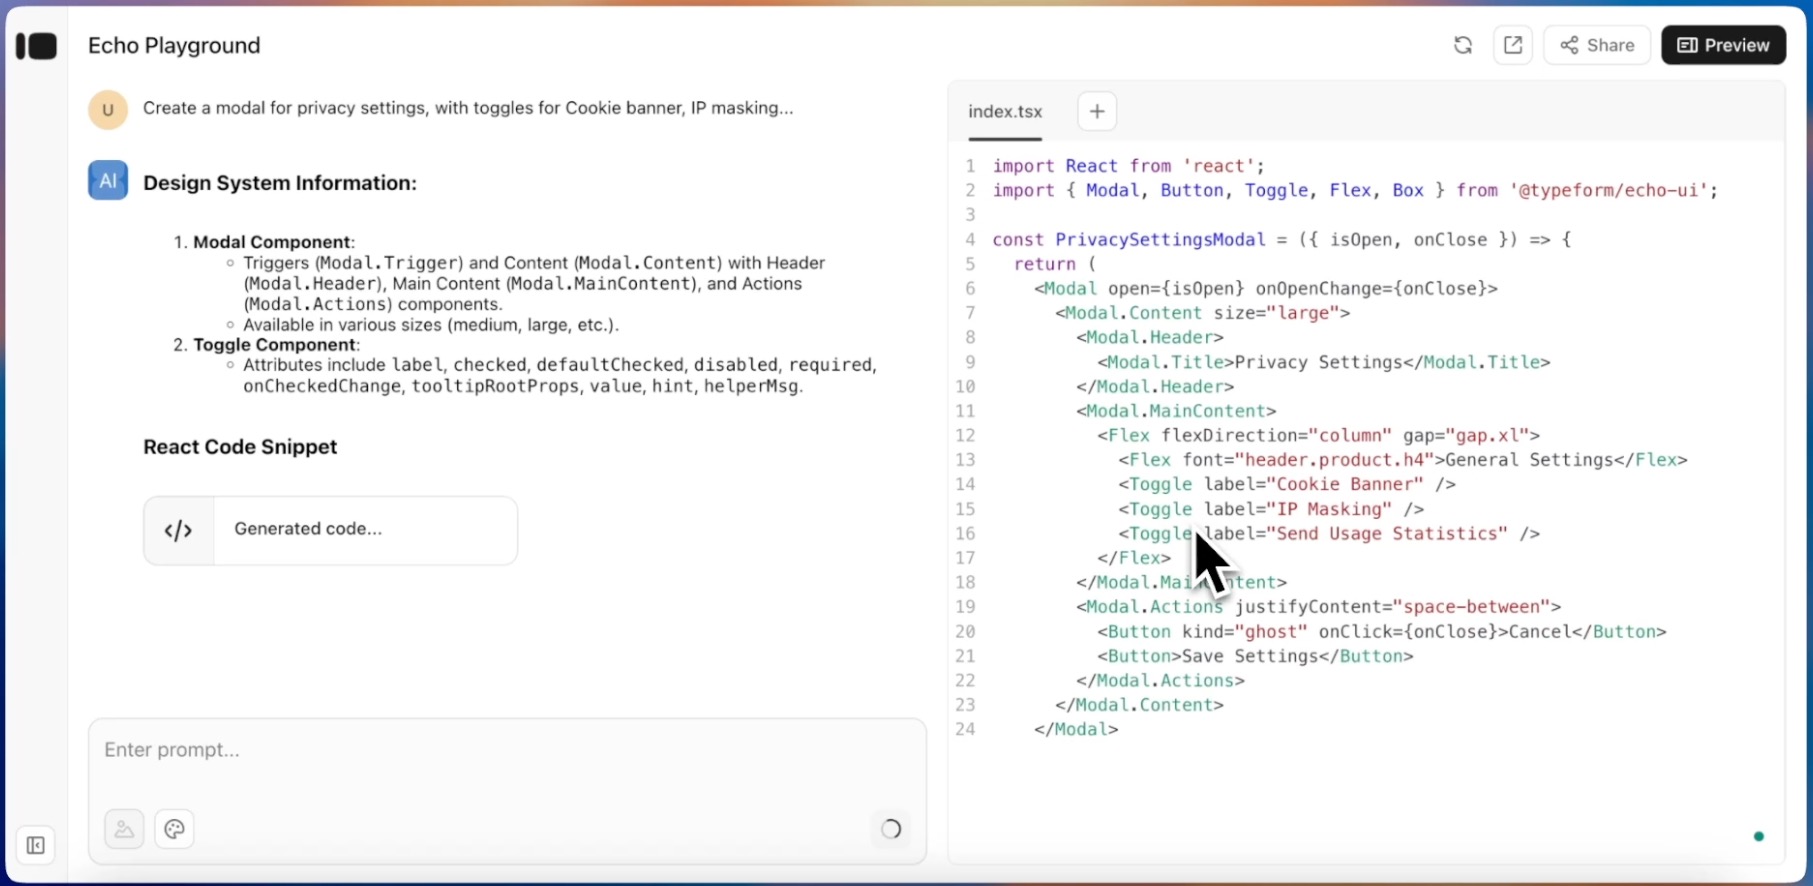 Echo Playground
Share
Preview
U
Create a modal for privacy settings, with toggles for Cookie banner, IP masking...
AI
Design System Information:
1. Modal Component:
Triggers (Modal.Trigger) and Content (Modal.Content) with Header
(Modal.Header), Main Content (Modal.MainContent), and Actions
(Modal.Actions) components.
Available in various sizes (medium, large, etc.).
2. Toggle Component:
Attributes include label, checked, defaultChecked, disabled, required,
onCheckedChange, tooltipRootProps, value, hint, helperMsg.
React Code Snippet
</> Generated code...
Enter prompt...
index.tsx +
1 import React from 'react';
2 import { Modal, Button, Toggle, Flex, Box } from '@typeform/echo-ui';
3
4 const PrivacySettingsModal = ({ isOpen, onClose }) => {
5   return (
6     <Modal open={isOpen} onOpenChange={onClose}>
7       <Modal.Content size="large">
8         <Modal.Header>
9           <Modal.Title>Privacy Settings</Modal.Title>
10         </Modal.Header>
11         <Modal.MainContent>
12           <Flex flexDirection="column" gap="gap.xl">
13             <Flex font="header.product.h4">General Settings</Flex>
14             <Toggle label="Cookie Banner" />
15             <Toggle label="IP Masking" />
16             <Toggle label="Send Usage Statistics" />
17           </Flex>
18         </Modal.MainContent>
19         <Modal.Actions justifyContent="space-between">
20           <Button kind="ghost" onClick={onClose}>Cancel</Button>
21           <Button>Save Settings</Button>
22         </Modal.Actions>
23       </Modal.Content>
24     </Modal>